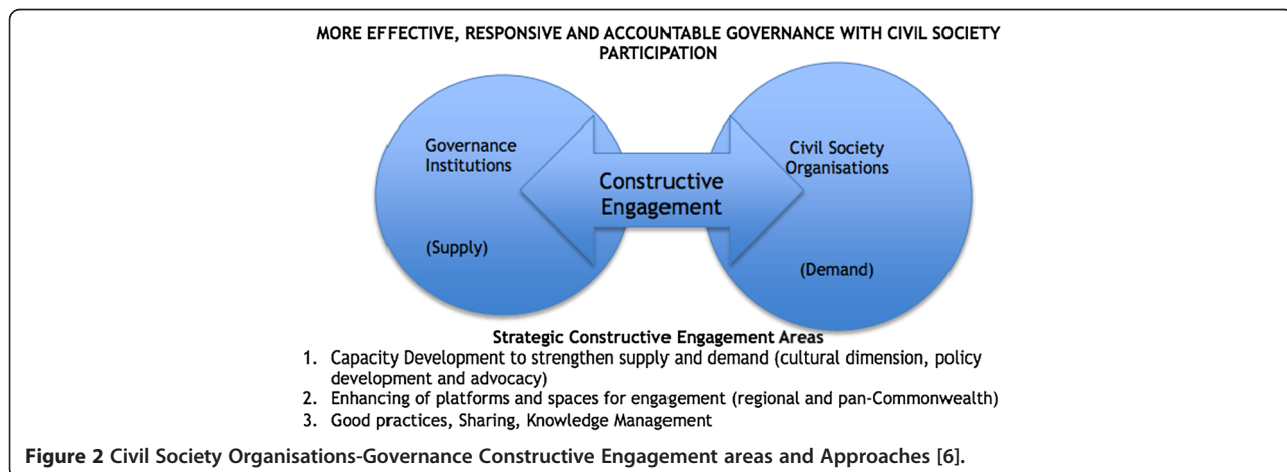 MORE EFFECTIVE, RESPONSIVE AND ACCOUNTABLE GOVERNANCE WITH CIVIL SOCIETY
PARTICIPATION
Governance
Institutions
(Supply)
Constructive
Engagement
Civil Society
Organisations
(Demand)
Strategic Constructive Engagement Areas
1. Capacity Development to strengthen supply and demand (cultural dimension, policy
development and advocacy)
2. Enhancing of platforms and spaces for engagement (regional and pan-Commonwealth)
3. Good practices, Sharing, Knowledge Management
Figure 2 Civil Society Organisations-Governance Constructive Engagement areas and Approaches [6].